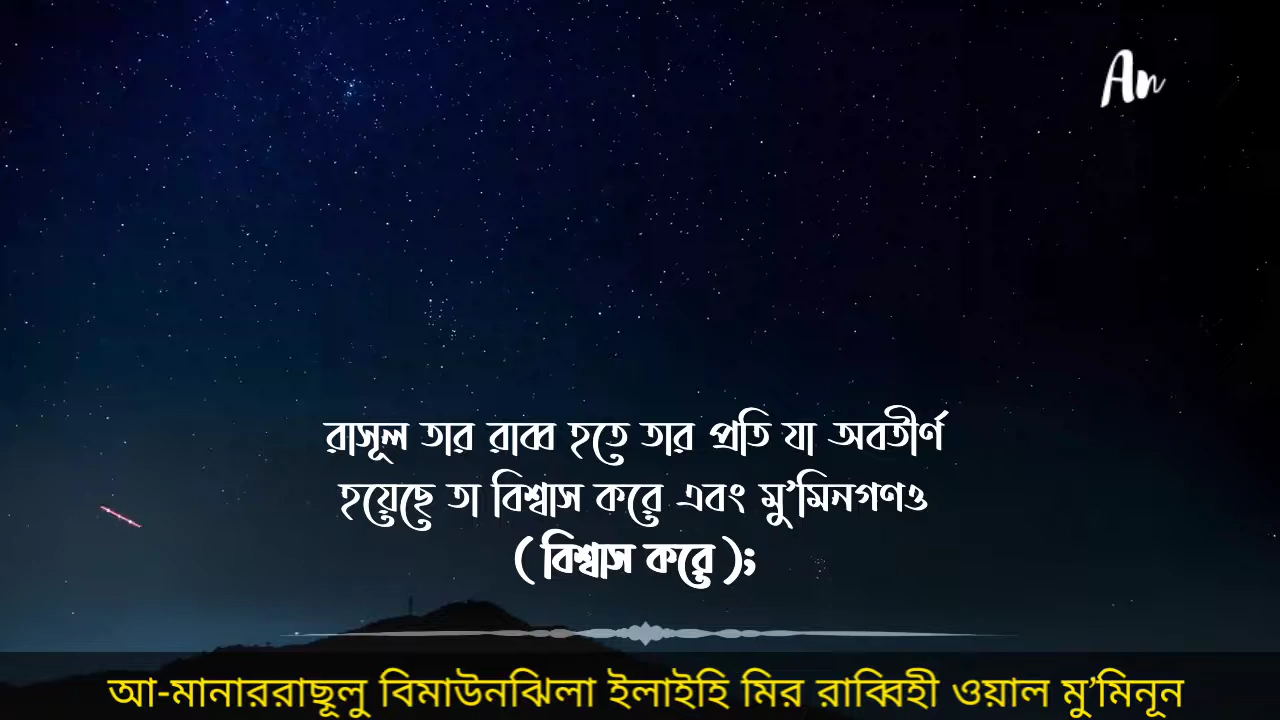 An
রাসূল তার রাব্ব হতে তার প্রতি যা অবতীর্ণ
হয়েছে তা বিশ্বাস করে এবং মু’মিনগণও
( বিশ্বাস করে );
আ-মানাররাছূলু বিমাউনঝিলা ইলাইহি মির রাব্বিহী ওয়াল মু’মিনূন